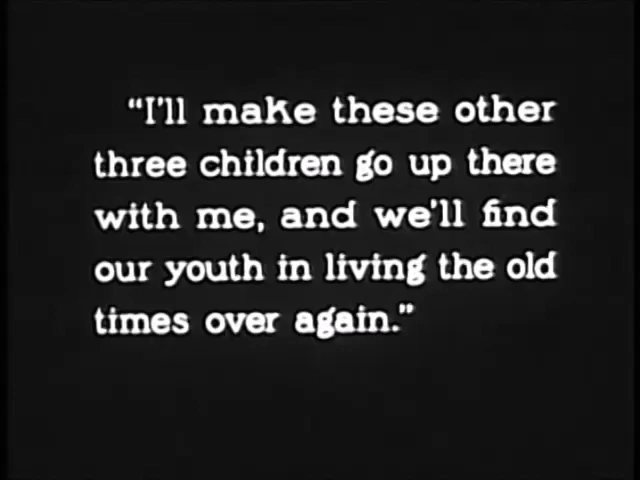 "I'll make these other
three children go up there
with me, and we'll find
our youth in living the old
times over again."